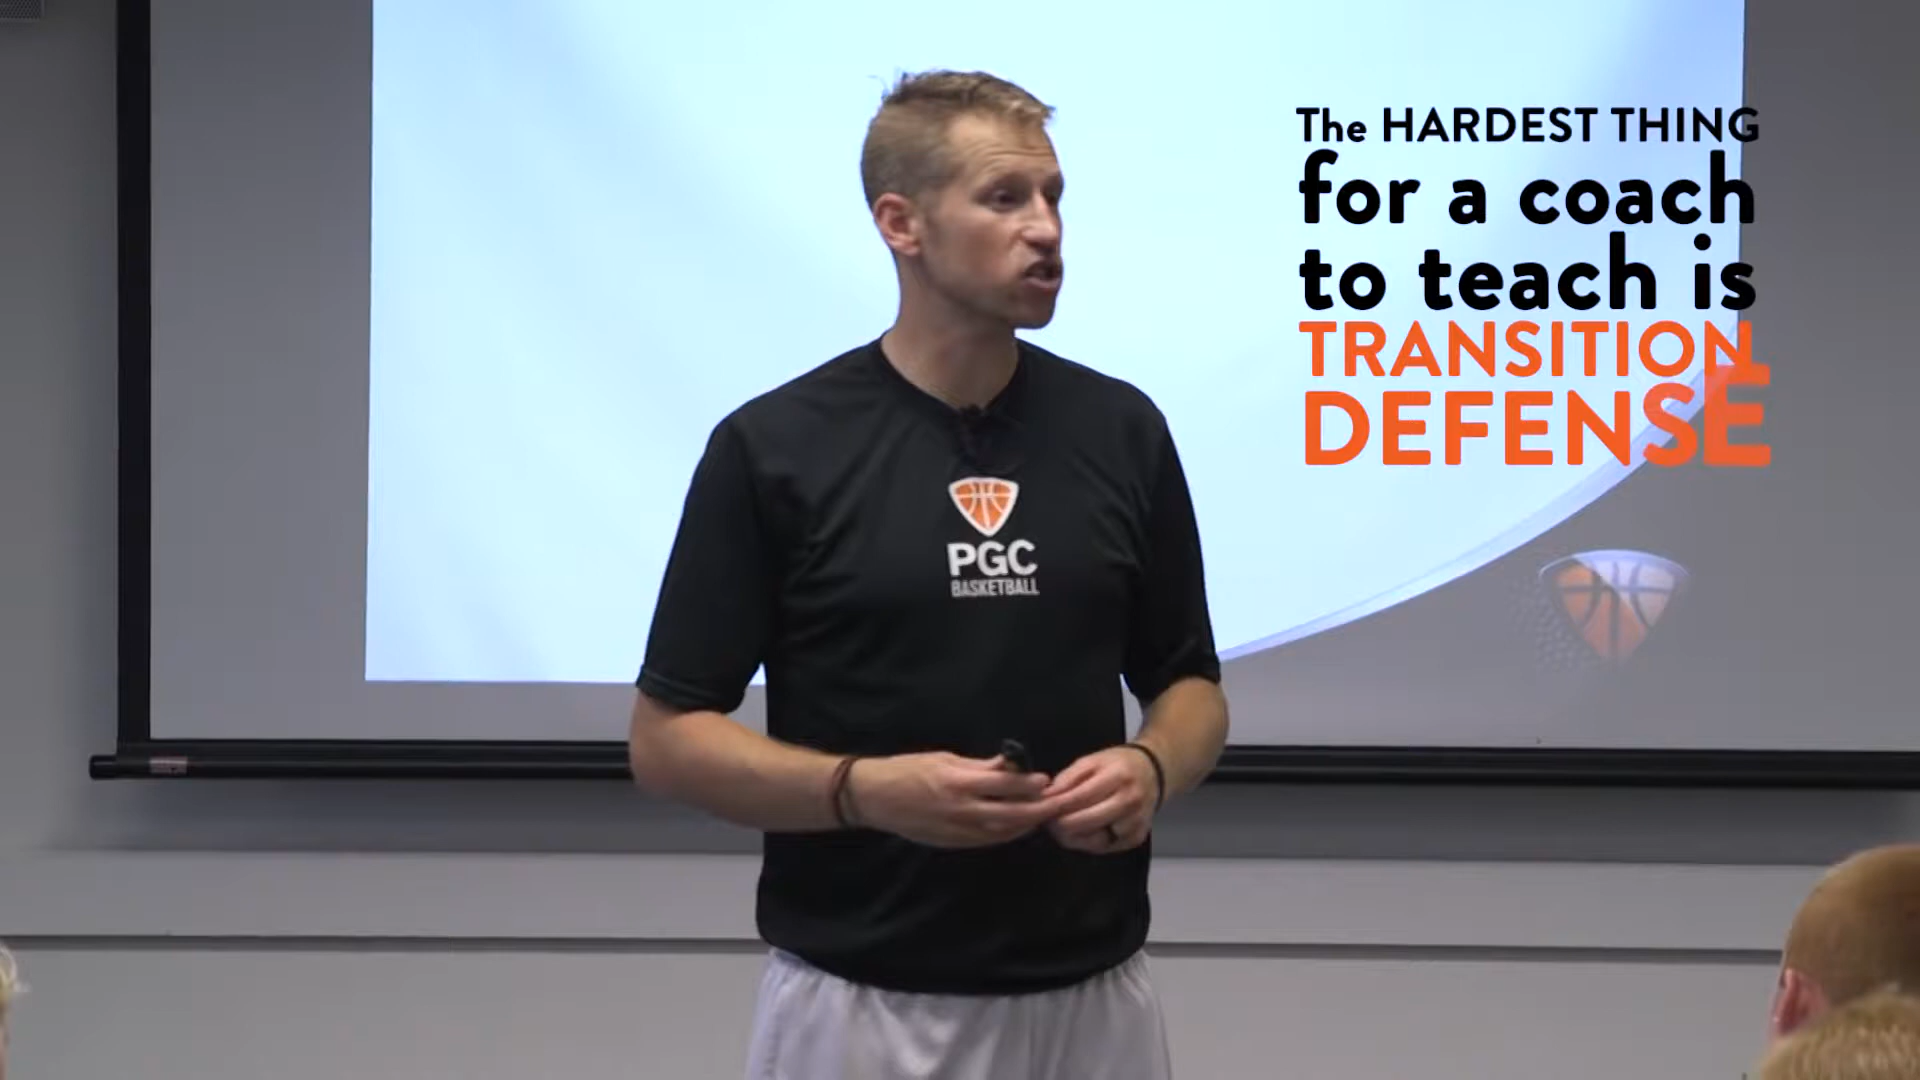 The HARDEST THING
for a coach
to teach is
TRANSITION
DEFENSE
PGC
BASKETBALL